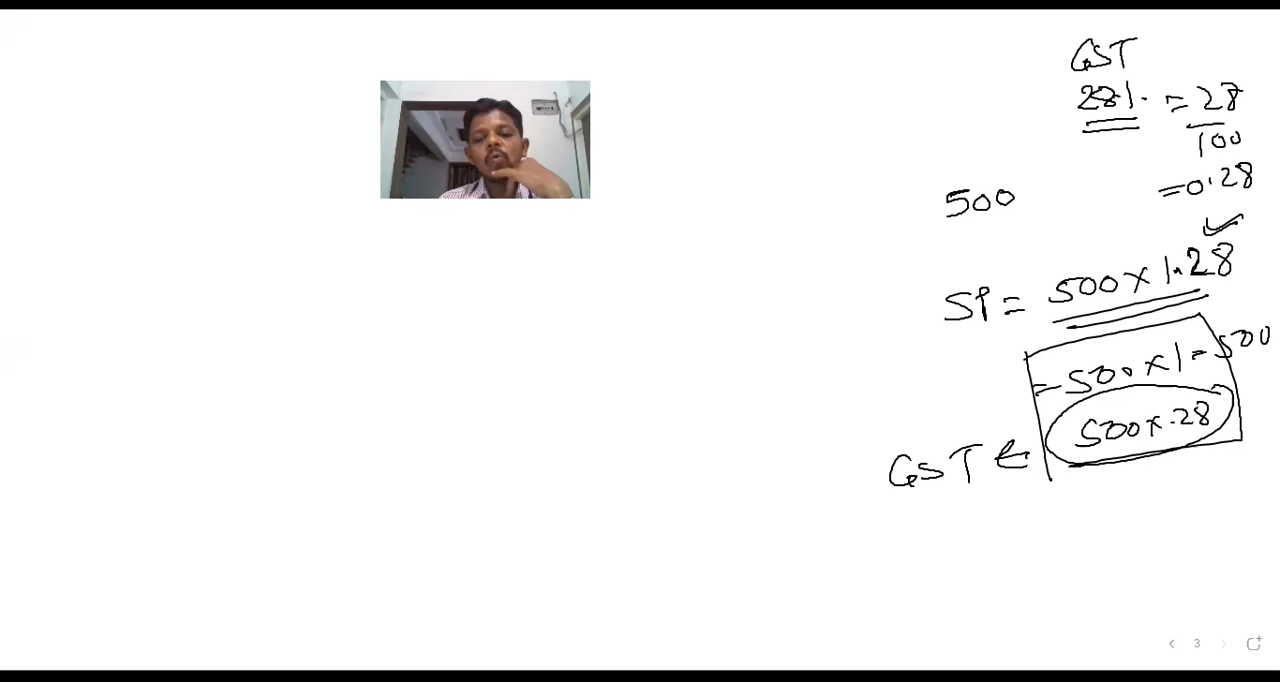 GST
28% = 28
100
= 0.28
500
SP = 500 x 1.28
= 500 x 1 = 500
500 x .28
GST ←
3